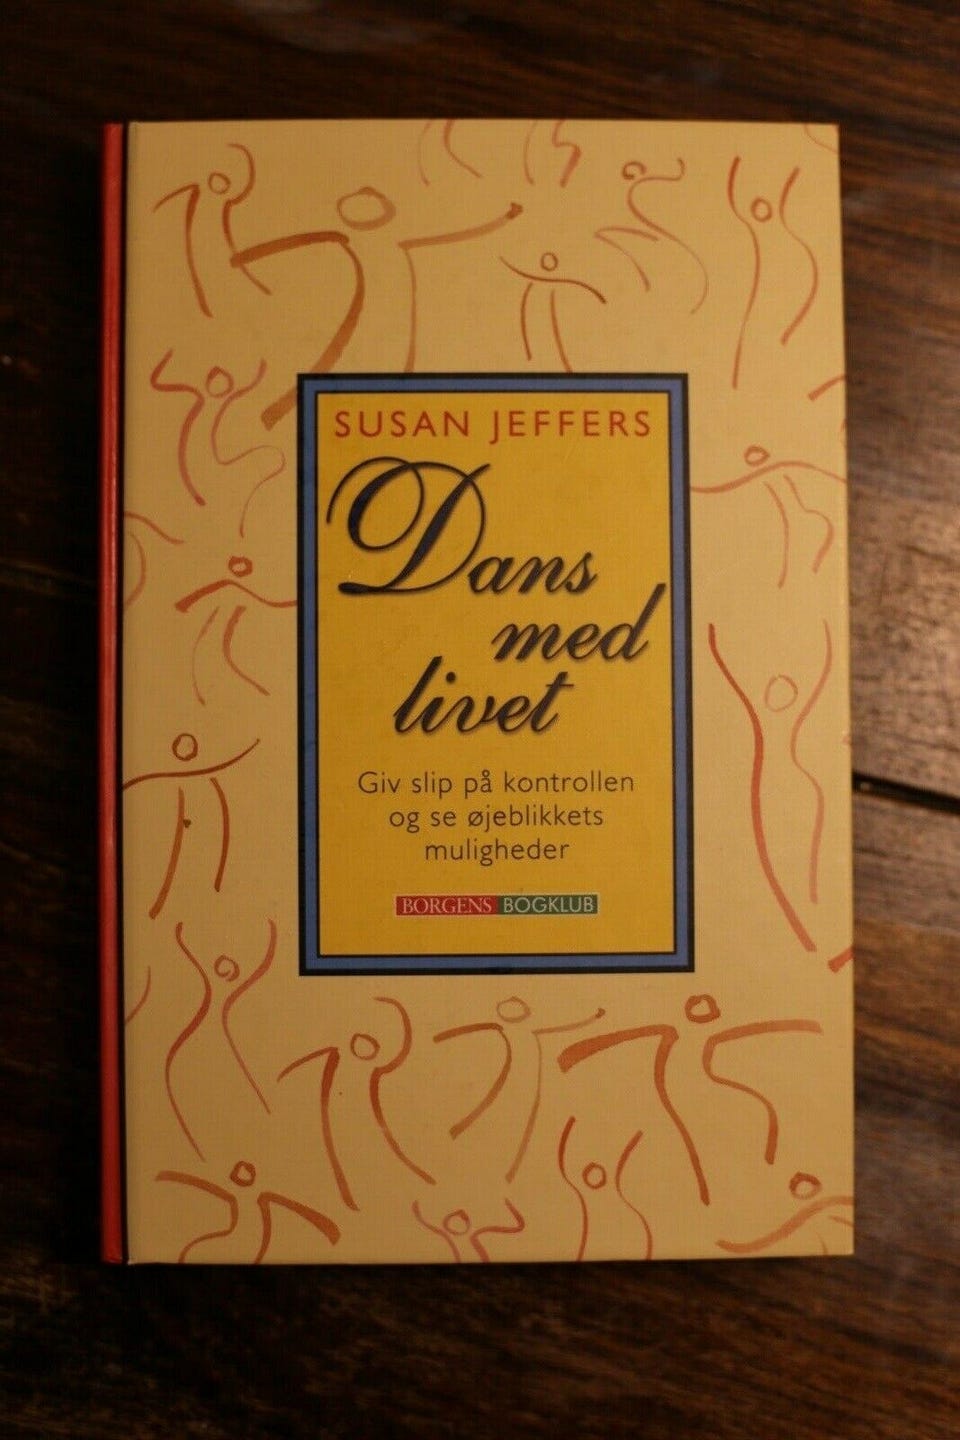 SUSAN JEFFERS
Dans
med
livet
Giv slip på kontrollen
og se øjeblikkets
muligheder
BORGENS BOGKLUB